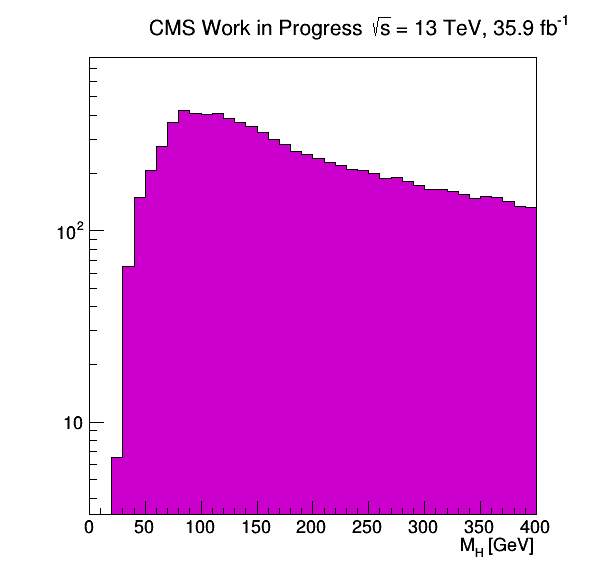 CMS Work in Progress √s = 13 TeV, 35.9 fb⁻¹
10²
10
0 50 100 150 200 250 300 350 400
M_H [GeV]